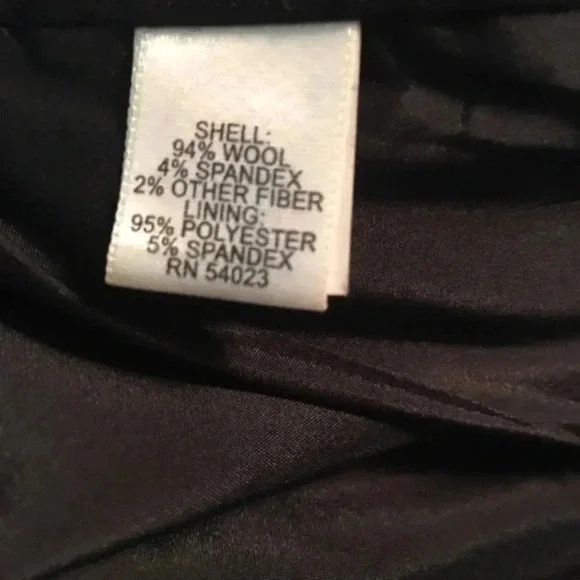 SHELL:
94% WOOL
4% SPANDEX
2% OTHER FIBER
LINING:
95% POLYESTER
5% SPANDEX
RN 54023